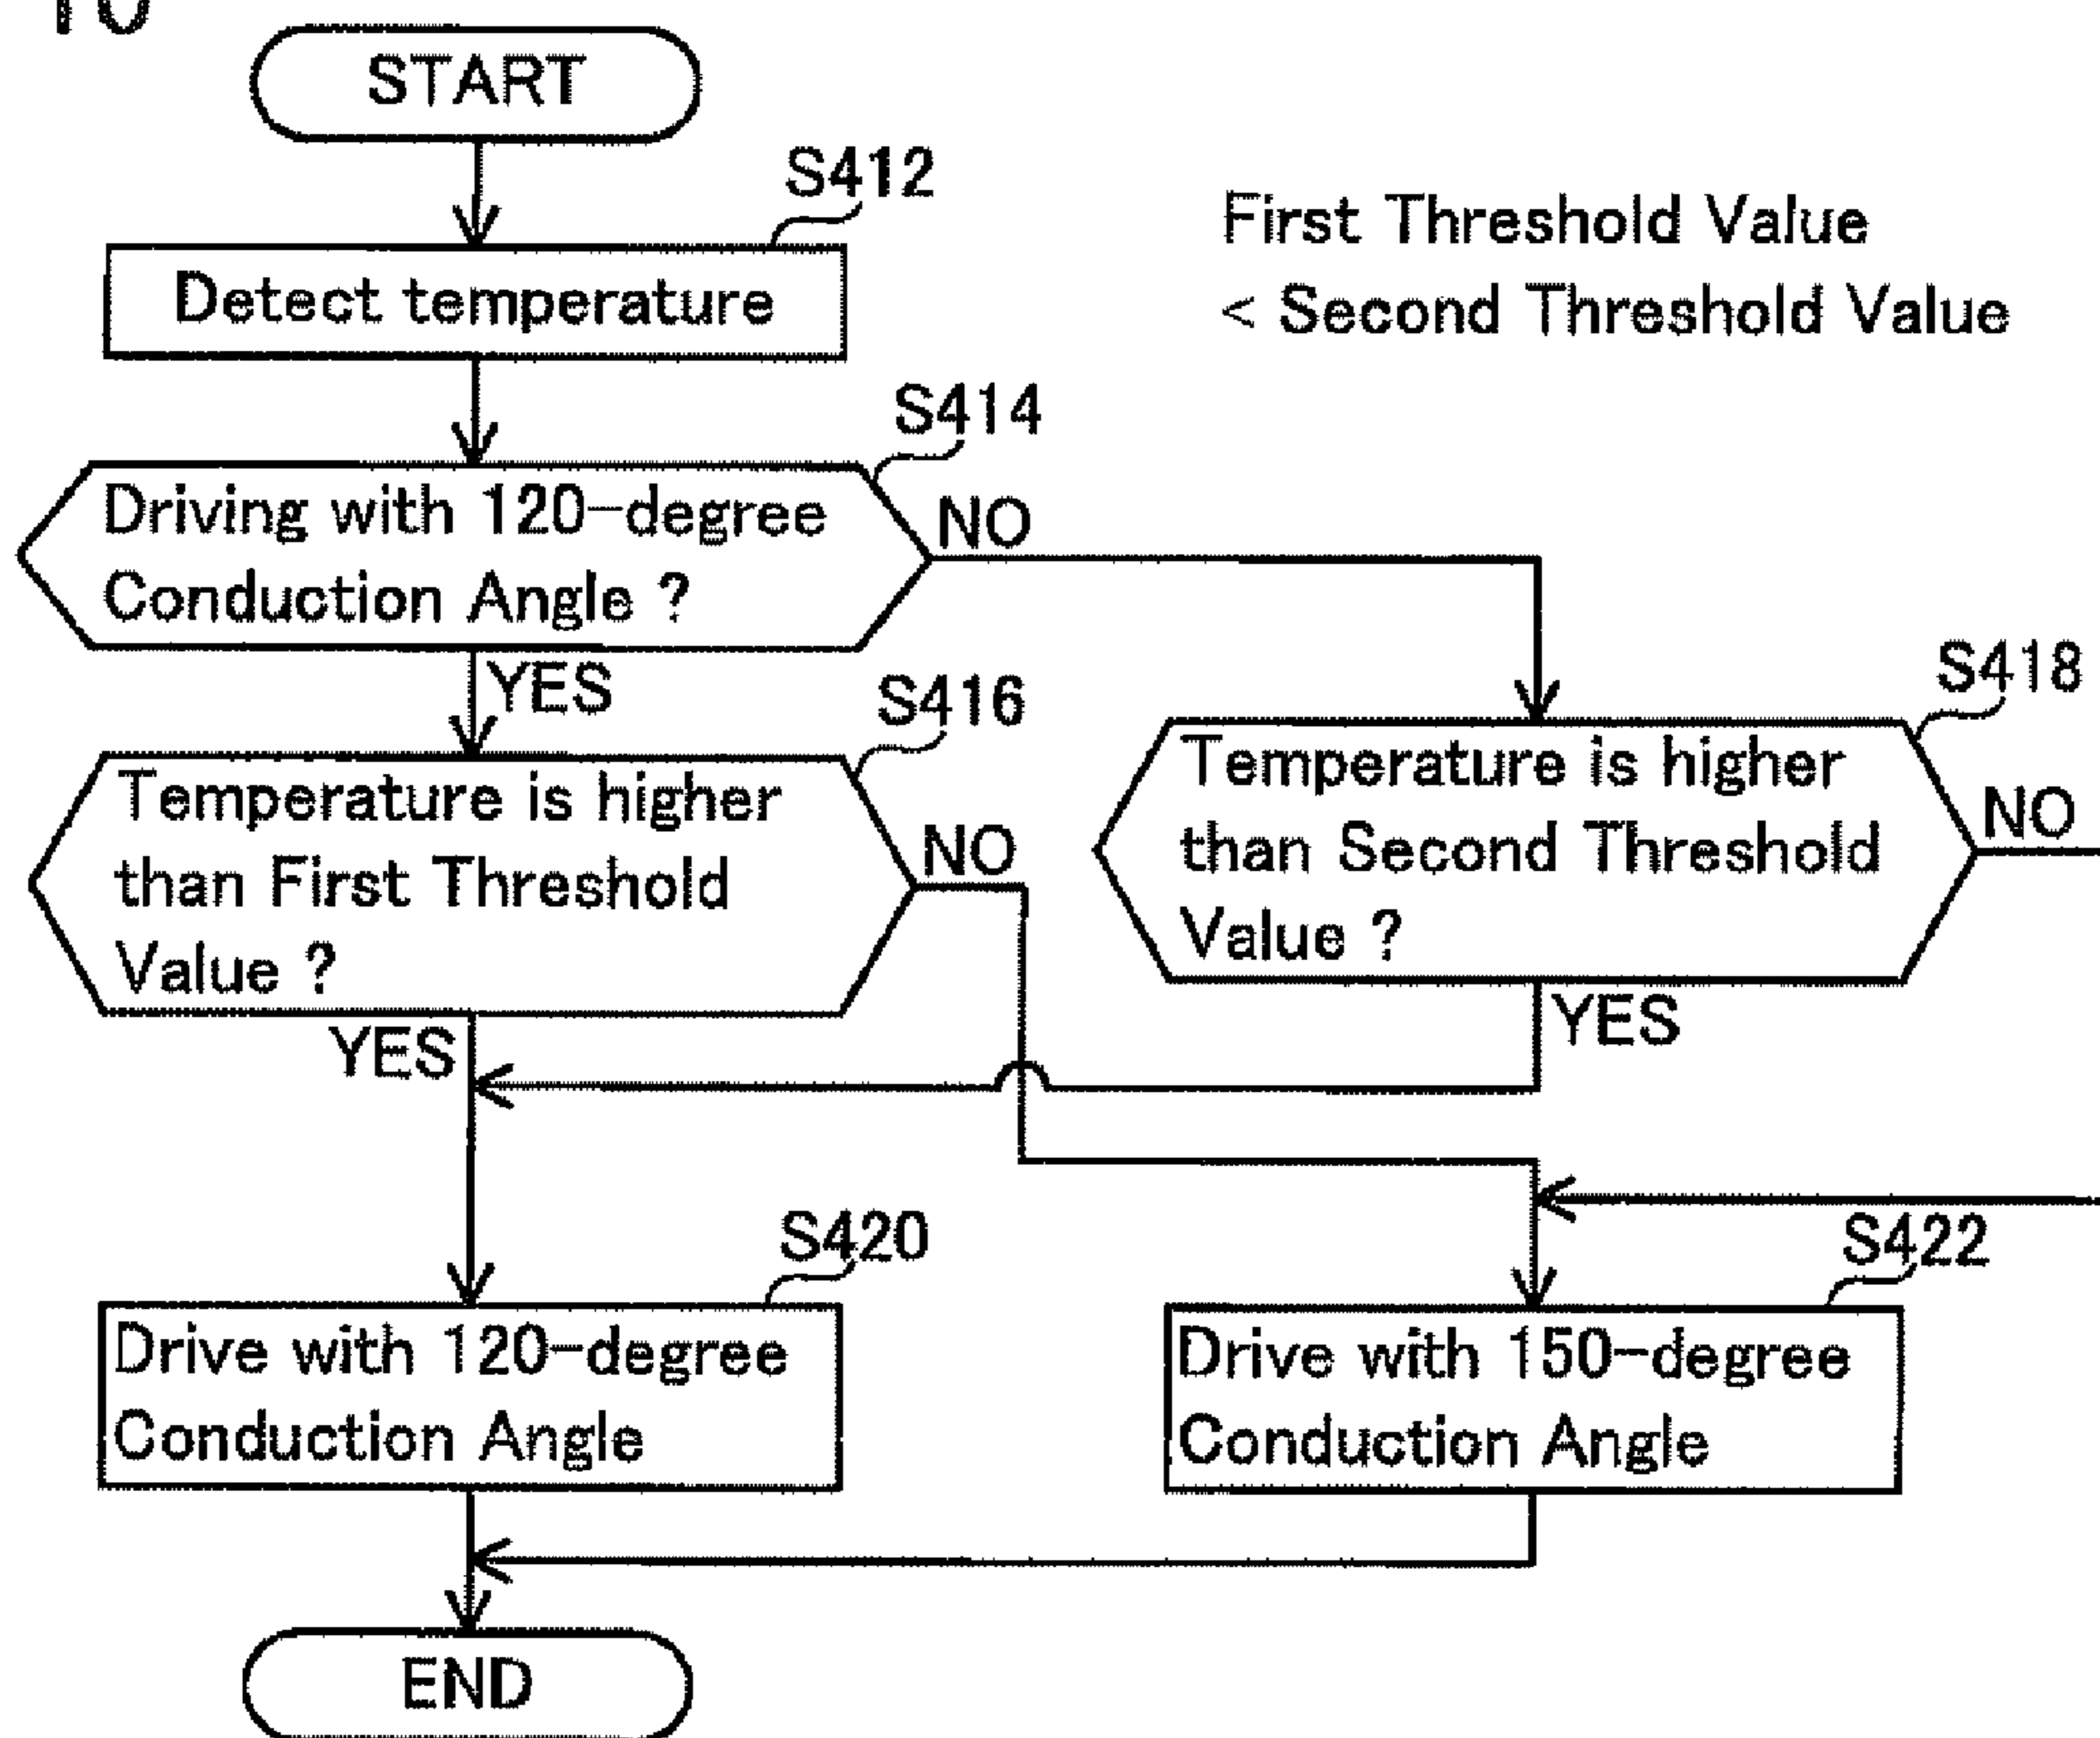 10
START
S412
Detect temperature
First Threshold Value
< Second Threshold Value
S414
Driving with 120-degree
Conduction Angle ?
NO
YES
S416
Temperature is higher
than First Threshold
Value ?
NO
YES
S418
Temperature is higher
than Second Threshold
Value ?
NO
YES
S420
Drive with 120-degree
Conduction Angle
S422
Drive with 150-degree
Conduction Angle
END